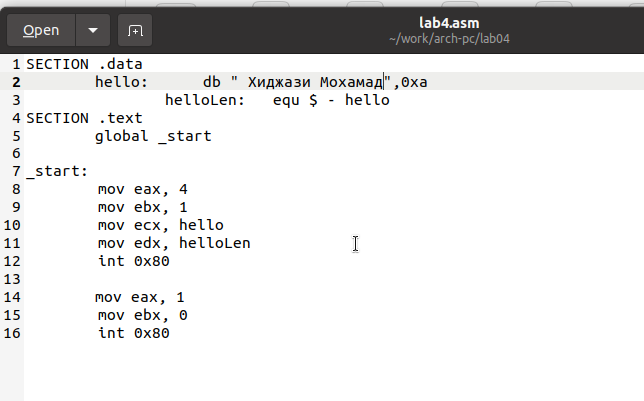 Open
lab4.asm
~/work/arch-pc/lab04
1 SECTION .data
2 hello: db " Хиджази Мохамад",0xa
3 helloLen: equ $ - hello
4 SECTION .text
5 global _start
6
7 _start:
8 mov eax, 4
9 mov ebx, 1
10 mov ecx, hello
11 mov edx, helloLen
12 int 0x80
13
14 mov eax, 1
15 mov ebx, 0
16 int 0x80